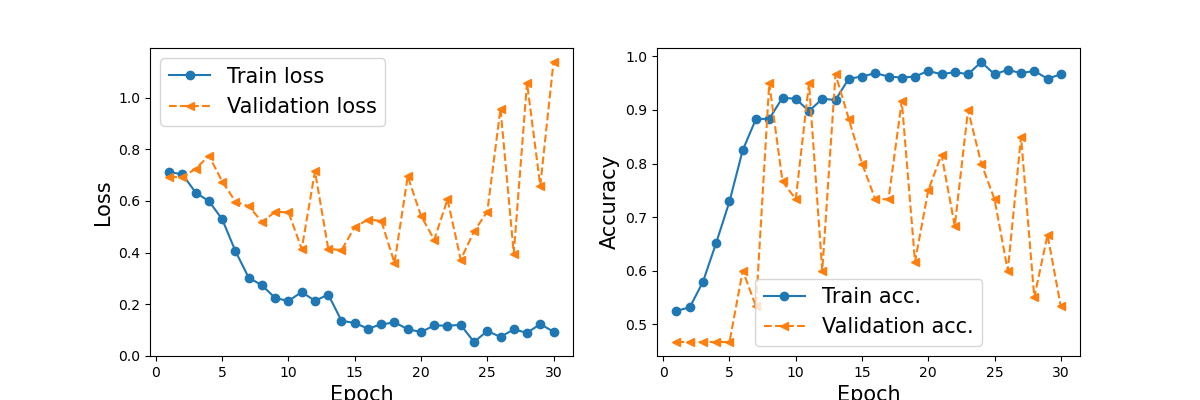 Train loss
Validation loss
Loss
1.0
0.8
0.6
0.4
0.2
0.0
0 5 10 15 20 25 30
Epoch
Train acc.
Validation acc.
Accuracy
1.0
0.9
0.8
0.7
0.6
0.5
0 5 10 15 20 25 30
Epoch